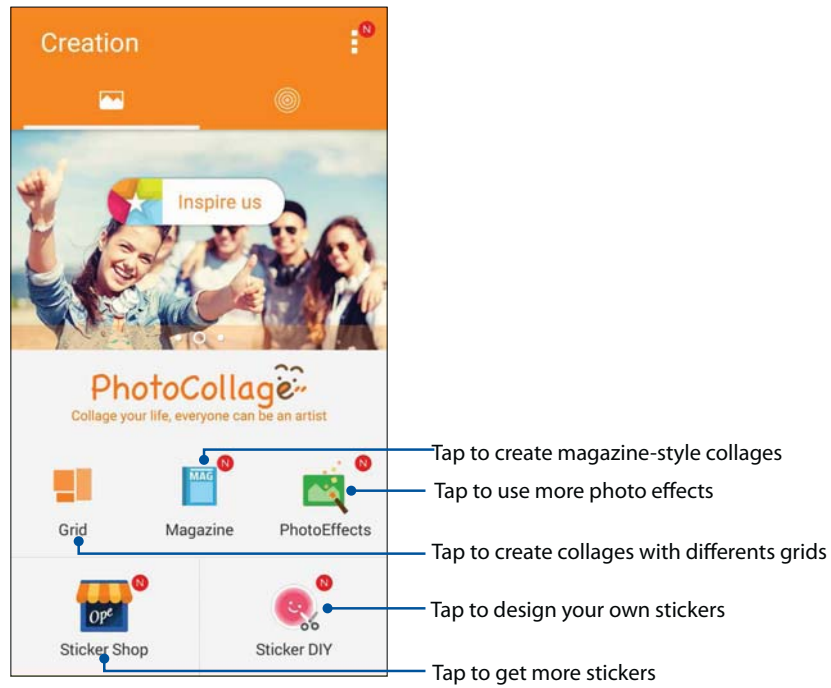 Creation
N
Inspire us
PhotoCollage
Collage your life, everyone can be an artist
Tap to create magazine-style collages
N
N
MAG
Tap to use more photo effects
Grid
Magazine
PhotoEffects
Tap to create collages with differents grids
N
N
Ope
Tap to design your own stickers
Sticker Shop
Sticker DIY
Tap to get more stickers